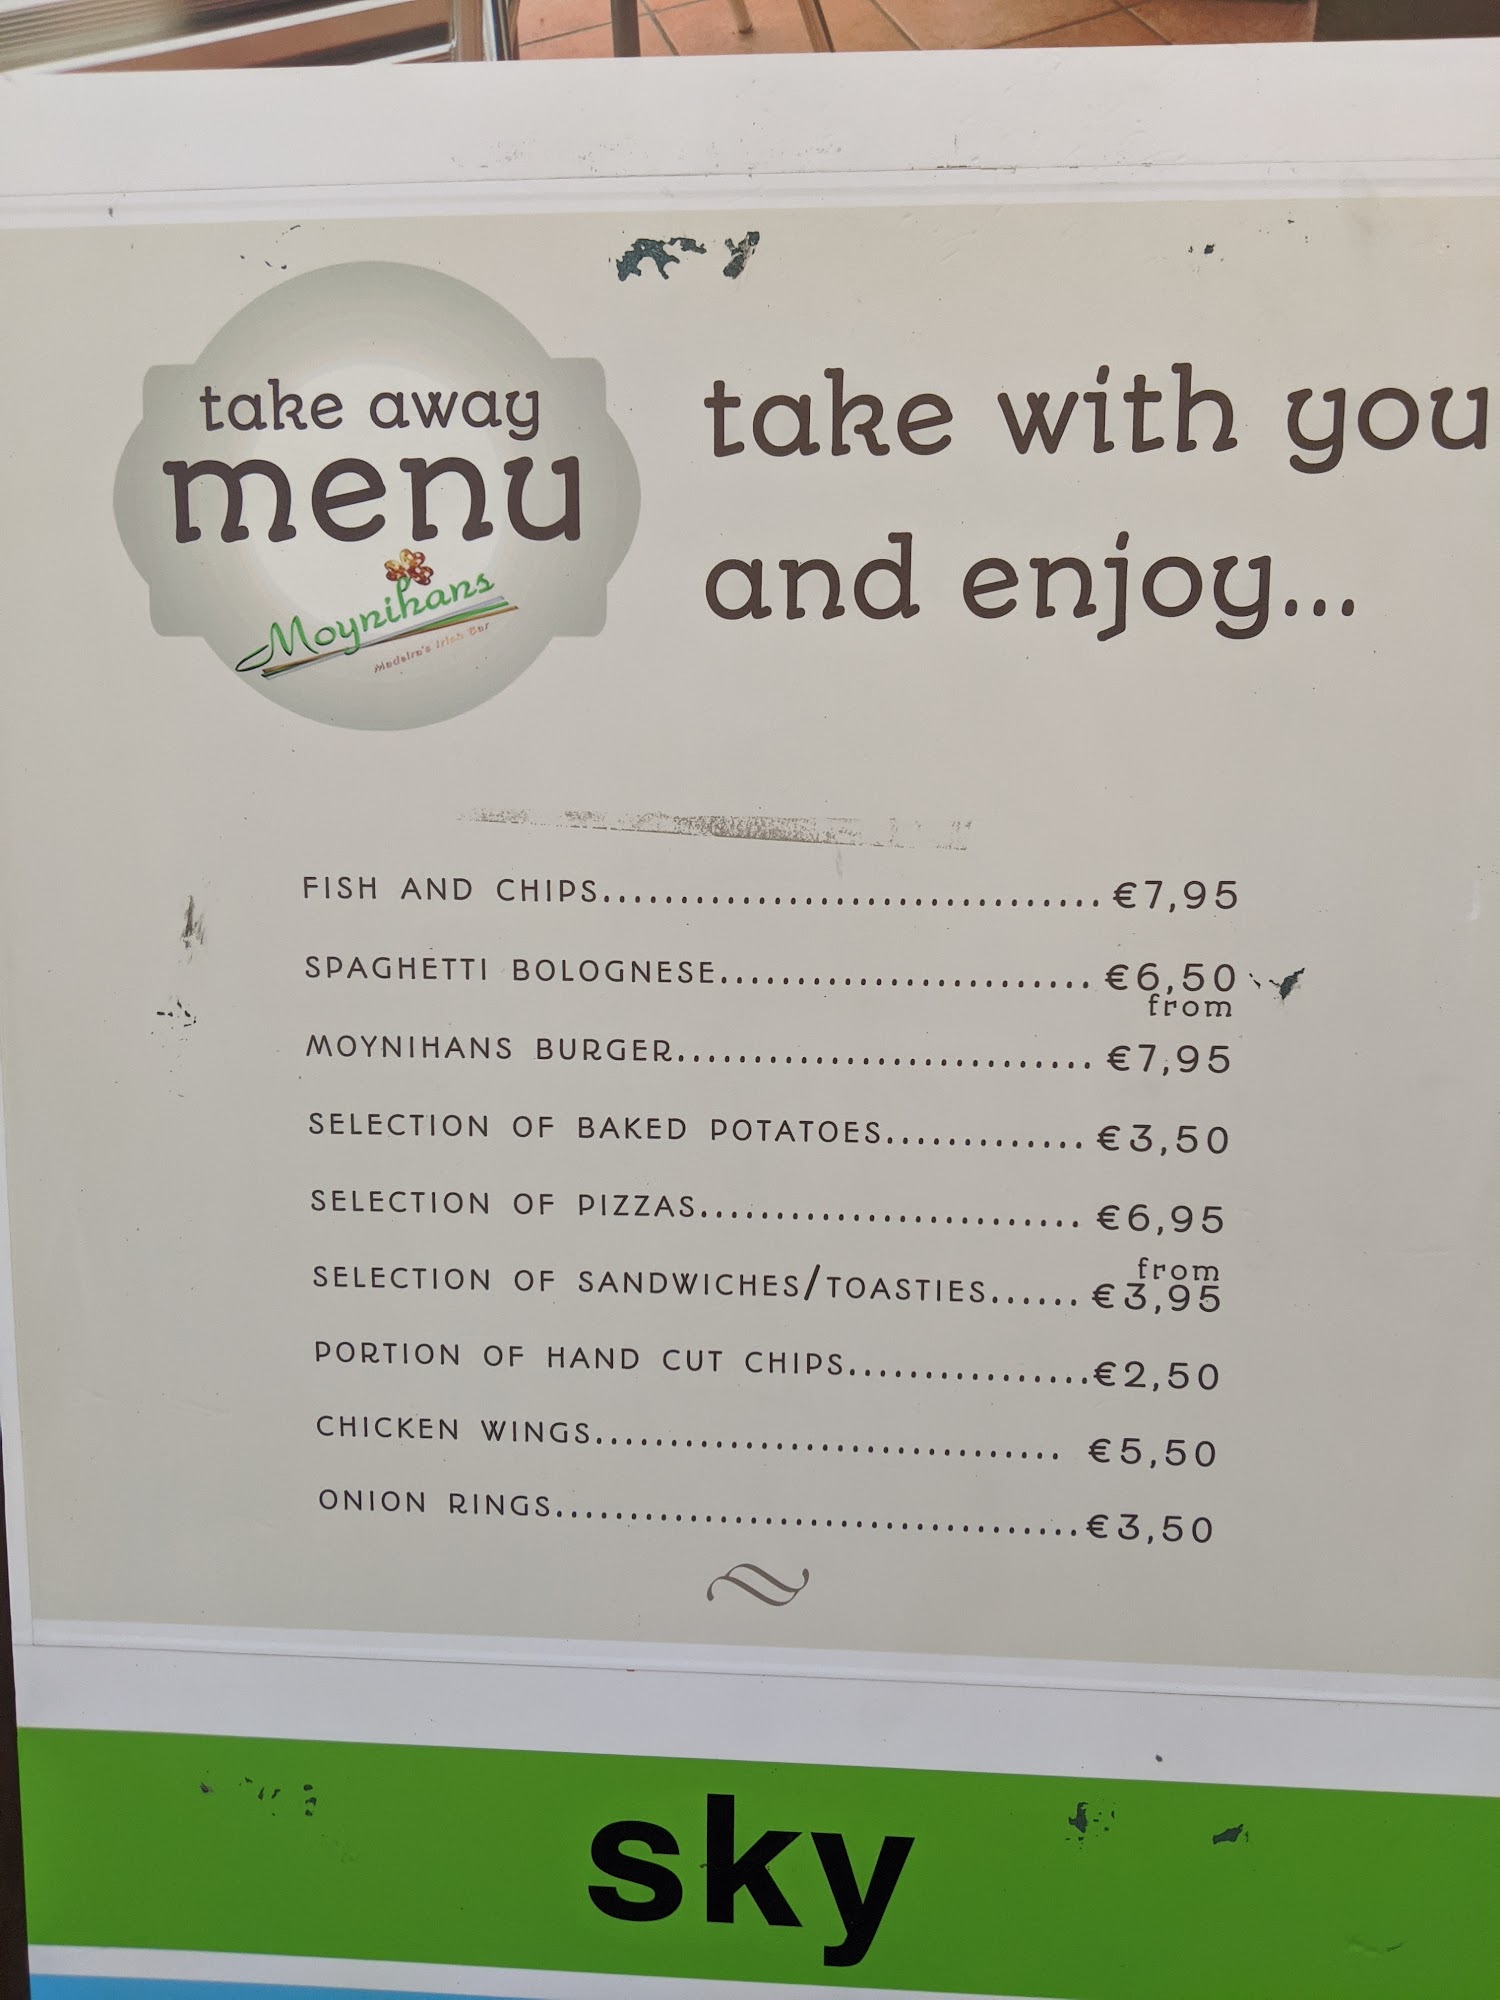 take away
menu
Moynihans
Madeira's Irish Bar
take with you
and enjoy...
FISH AND CHIPS................................. €7,95
SPAGHETTI BOLOGNESE........................ €6,50
from
MOYNIHANS BURGER........................... €7,95
SELECTION OF BAKED POTATOES............. €3,50
SELECTION OF PIZZAS......................... €6,95
from
SELECTION OF SANDWICHES/TOASTIES...... €3,95
PORTION OF HAND CUT CHIPS................€2,50
CHICKEN WINGS............................... €5,50
ONION RINGS...................................€3,50
sky